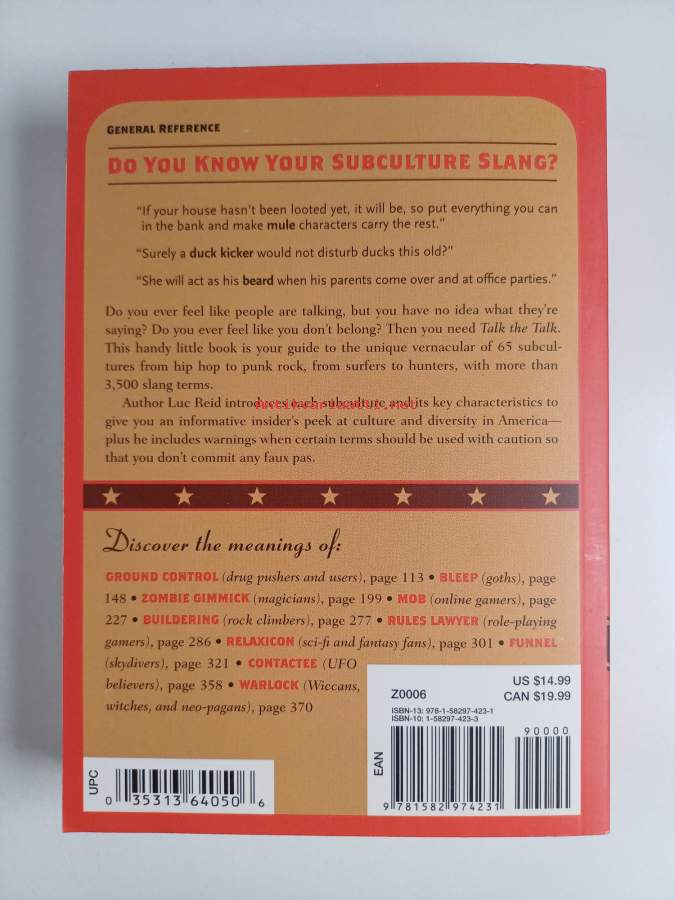 GENERAL REFERENCE
DO YOU KNOW YOUR SUBCULTURE SLANG?
"If your house hasn't been looted yet, it will be, so put everything you can
in the bank and make mule characters carry the rest."
"Surely a duck kicker would not disturb ducks this old?"
"She will act as his beard when his parents come over and at office parties."
Do you ever feel like people are talking, but you have no idea what they're
saying? Do you ever feel like you don't belong? Then you need Talk the Talk.
This handy little book is your guide to the unique vernacular of 65 subcul-
tures from hip hop to punk rock, from surfers to hunters, with more than
3,500 slang terms.
Author Luc Reid introduces each subculture and its key characteristics to
give you an informative insider's peek at culture and diversity in America—
plus he includes warnings when certain terms should be used with caution so
that you don't commit any faux pas.
Discover the meanings of:
GROUND CONTROL (drug pushers and users), page 113 • BLEEP (goths), page
148 • ZOMBIE GIMMICK (magicians), page 199 • MOB (online gamers), page
227 • BUILDERING (rock climbers), page 277 • RULES LAWYER (role-playing
gamers), page 286 • RELAXICON (sci-fi and fantasy fans), page 301 • FUNNEL
(skydivers), page 321 • CONTACTEE (UFO
believers), page 358 • WARLOCK (Wiccans,
witches, and neo-pagans), page 370
Z0006
US $14.99
CAN $19.99
ISBN-13: 978-1-58297-423-1
ISBN-10: 1-58297-423-3
90000
EAN
9 781582 974231
UPC
0 35313 64050 6